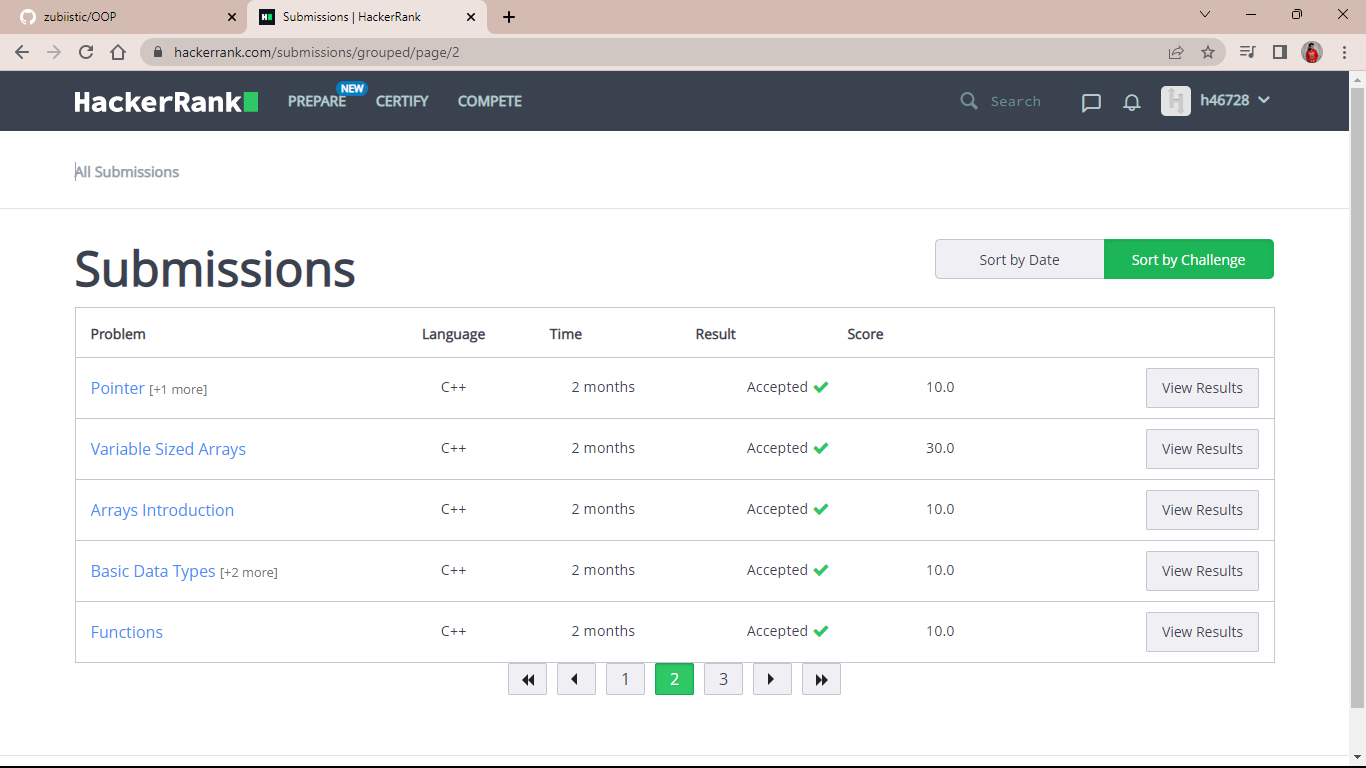 zubiistic/OOP
Submissions | HackerRank
hackerrank.com/submissions/grouped/page/2
HackerRank
PREPARE NEW CERTIFY COMPETE Search h46728
All Submissions
Submissions
Sort by Date Sort by Challenge
Problem Language Time Result Score
Pointer [+1 more] C++ 2 months Accepted 10.0 View Results
Variable Sized Arrays C++ 2 months Accepted 30.0 View Results
Arrays Introduction C++ 2 months Accepted 10.0 View Results
Basic Data Types [+2 more] C++ 2 months Accepted 10.0 View Results
Functions C++ 2 months Accepted 10.0 View Results
1 2 3